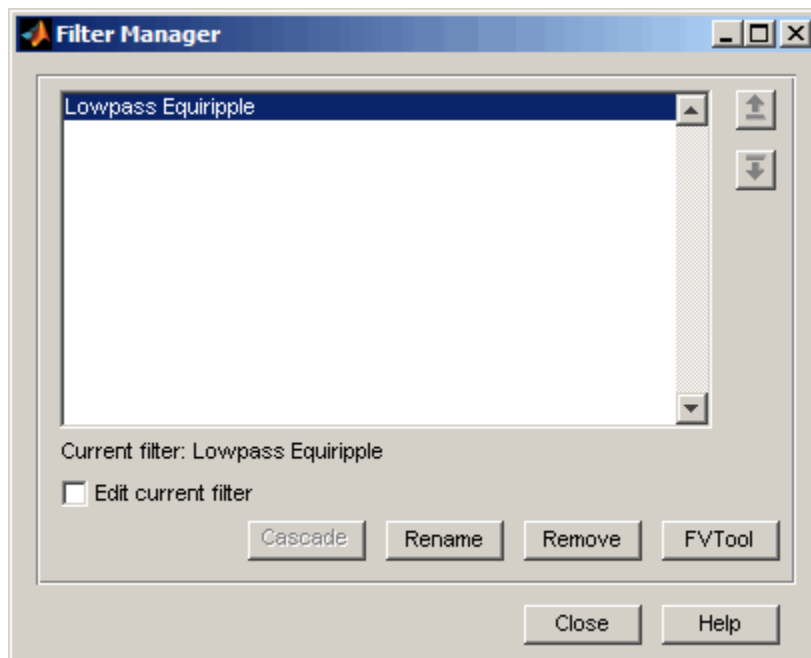 Filter Manager
Lowpass Equiripple
Current filter: Lowpass Equiripple
Edit current filter
Cascade Rename Remove FVTool
Close Help